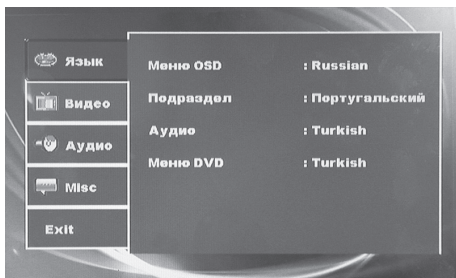 Язык
Видео
Аудио
Misc
Exit
Меню OSD : Russian
Подраздел : Португальский
Аудио : Turkish
Меню DVD : Turkish